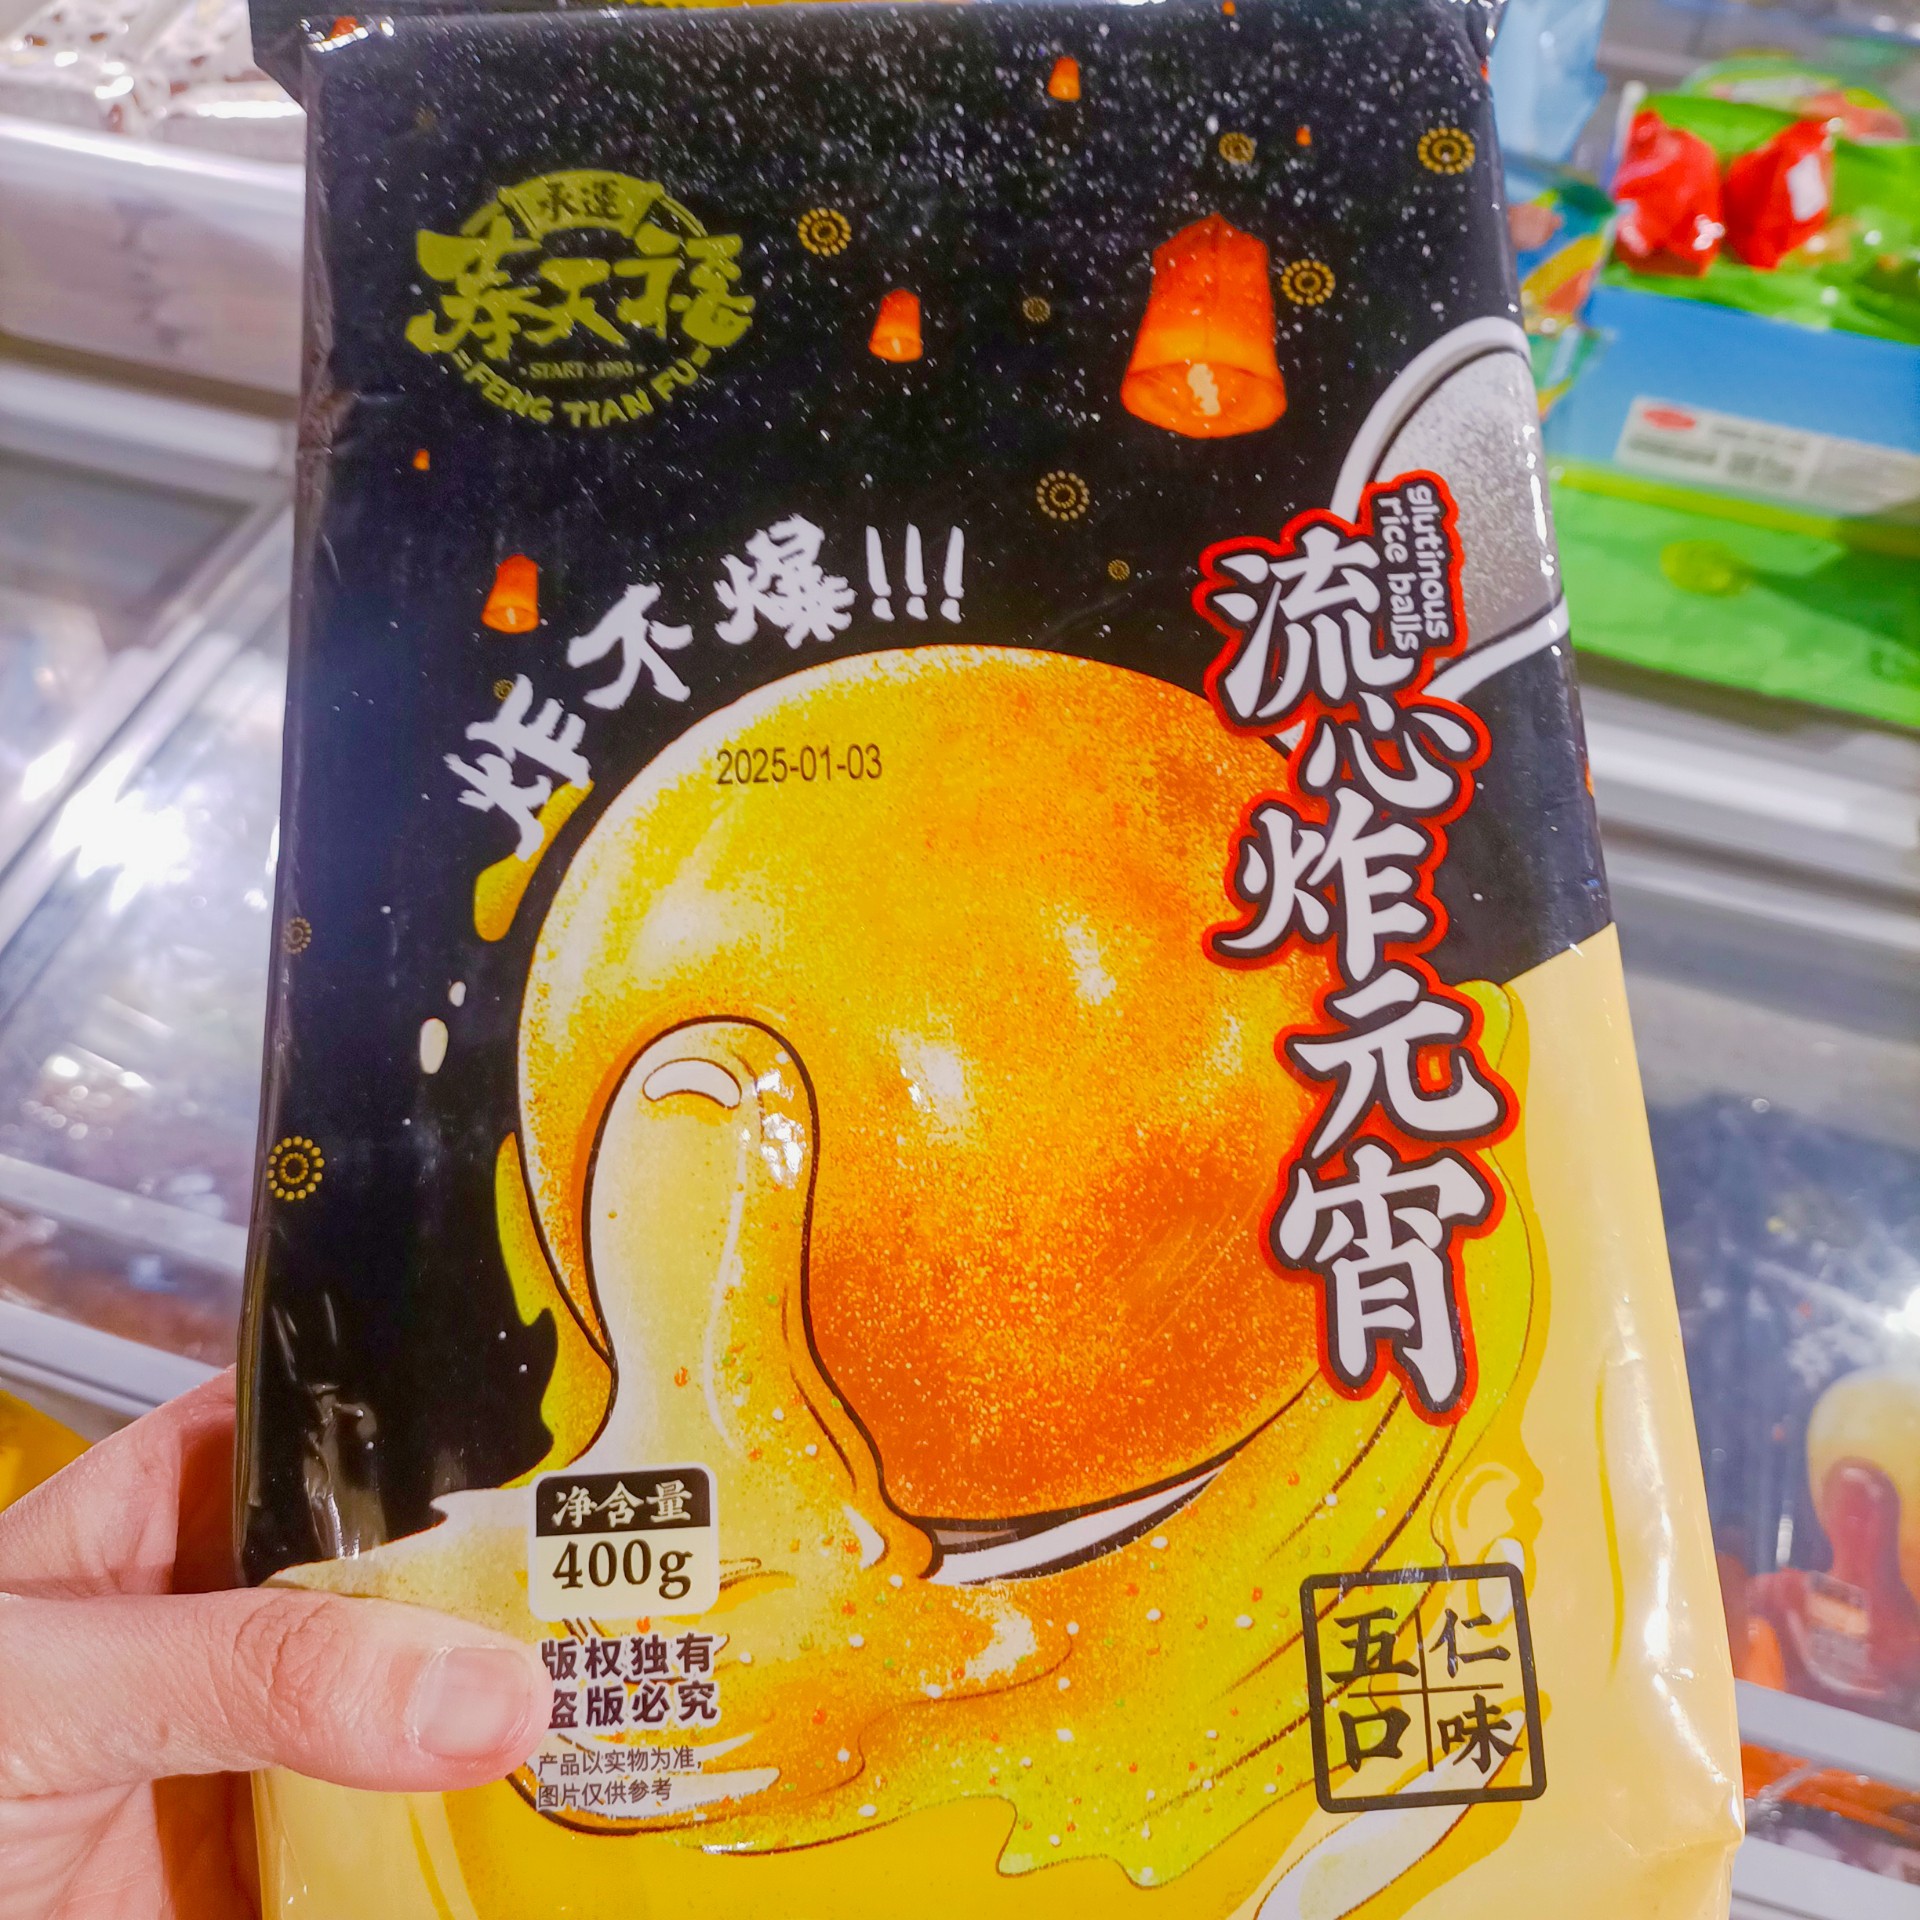 承运
奉天福
·START·1993·
FENG TIAN FU
炸不爆!!!
glutinous
rice balls
流心炸元宵
2025-01-03
净含量
400g
版权独有
盗版必究
产品以实物为准,
图片仅供参考
五仁
口味